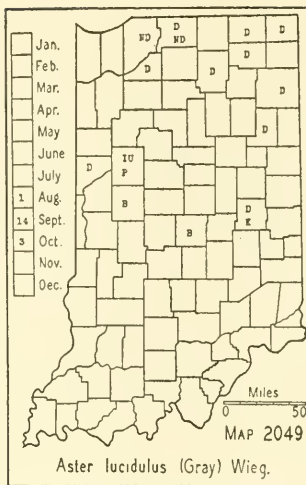 Jan.
Feb.
Mar.
Apr.
May
June
July
1 Aug.
14 Sept.
3 Oct.
Nov.
Dec.
ND
D
ND
D
D
D
D
D
D
D
D
IU
P
B
B
D
K
Miles
0 50
MAP 2049
Aster lucidulus (Gray) Wieg.